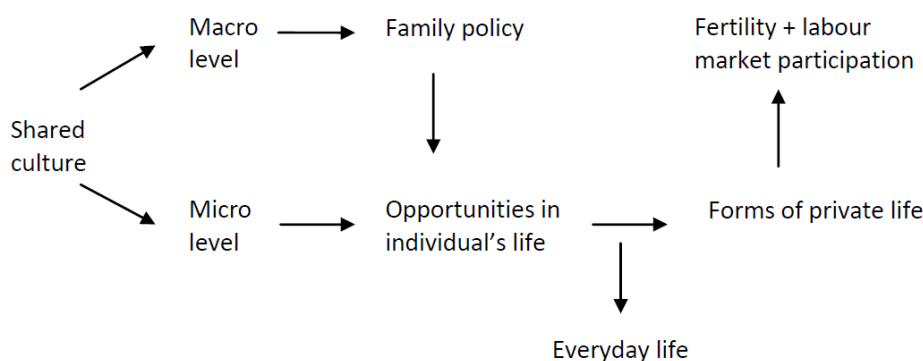 Macro
level
Family policy
Fertility + labour
market participation
Shared
culture
Micro
level
Opportunities in
individual's life
Forms of private life
Everyday life